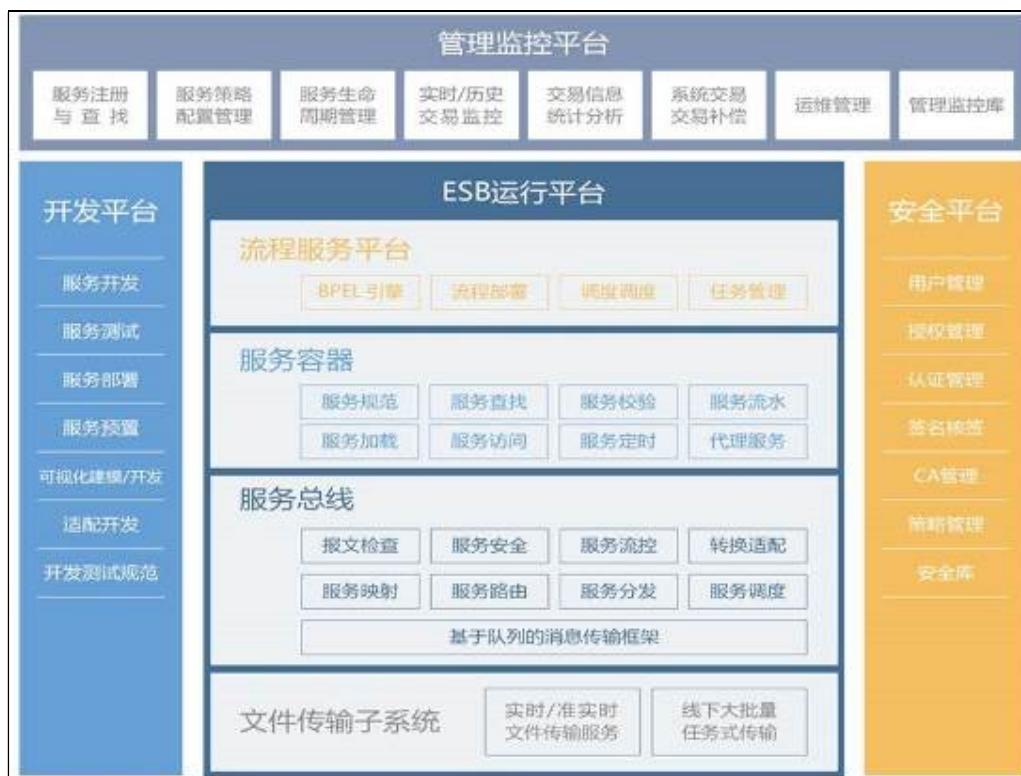 管理监控平台
服务注册
与查找
服务策略
配置管理
服务生命
周期管理
实时/历史
交易监控
交易信息
统计分析
系统交易
交易补偿
运维管理
管理监控库
开发平台
服务开发
服务测试
服务部署
服务预置
可视化建模/开发
适配开发
开发测试规范
ESB运行平台
流程服务平台
BPEL引擎
流程部署
调度调度
任务管理
服务容器
服务规范
服务查找
服务校验
服务流水
服务加载
服务访问
服务定时
代理服务
服务总线
报文检查
服务安全
服务流控
转换适配
服务映射
服务路由
服务分发
服务调度
基于队列的消息传输框架
文件传输子系统
实时/准实时
文件传输服务
线下大批量
任务式传输
安全平台
用户管理
授权管理
认证管理
签名核签
CA管理
策略管理
安全库